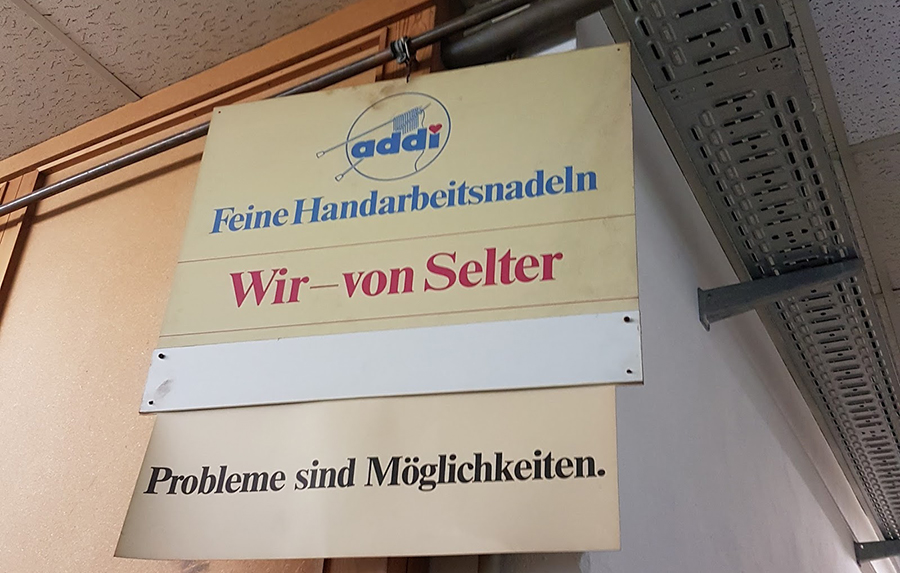 addi
Feine Handarbeitsnadeln
Wir–von Selter
Probleme sind Möglichkeiten.